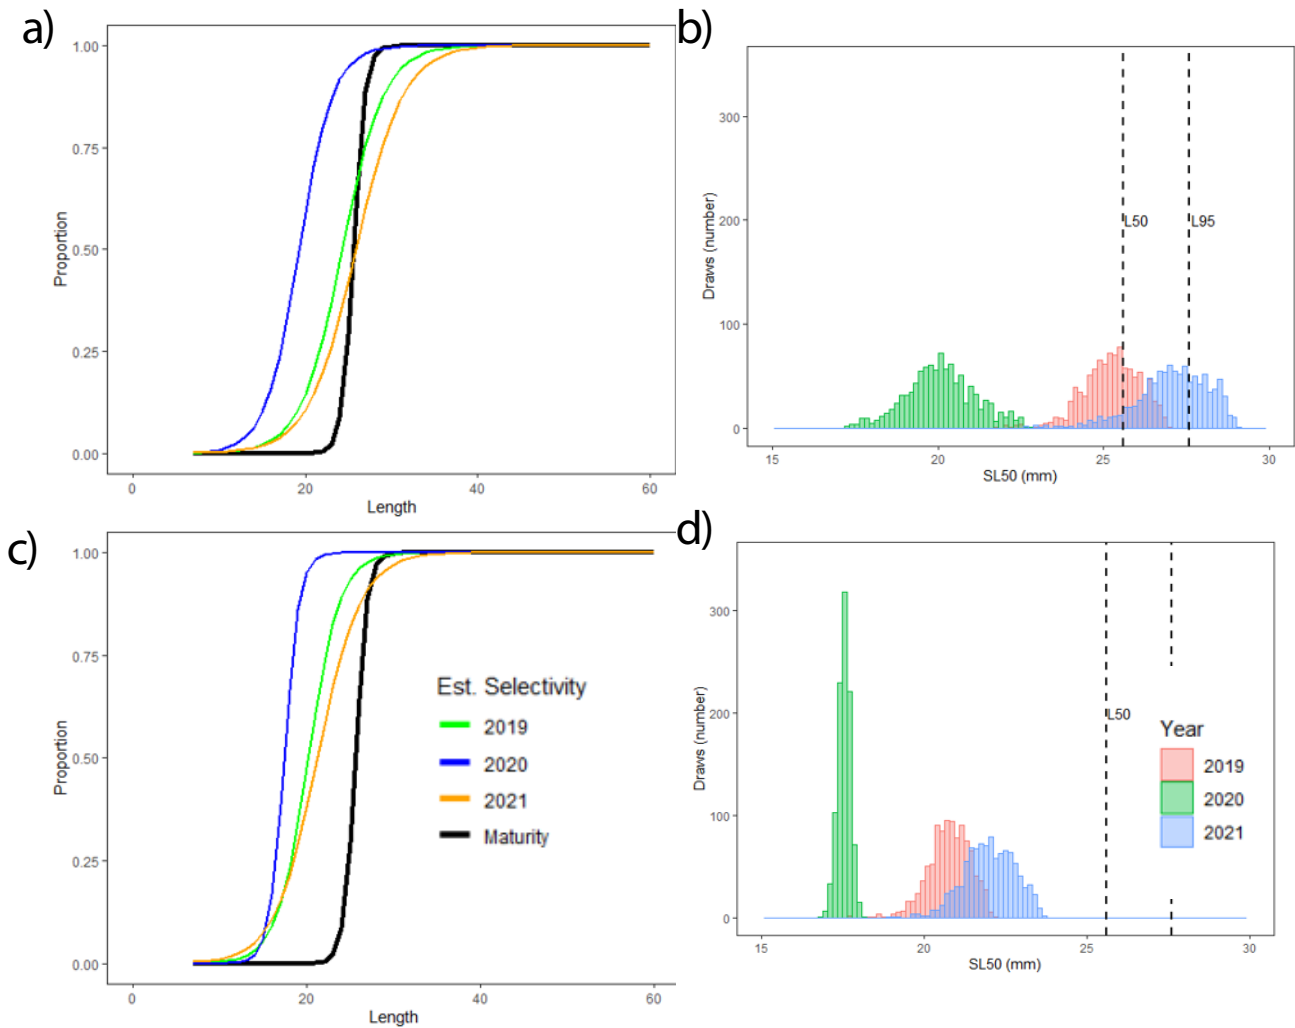 a)
1.00
0.75
0.50
0.25
0.00
Proportion
0
20
40
60
Length
b)
300
200
100
0
Draws (number)
L50
L95
15
20
25
30
SL50 (mm)
c)
1.00
0.75
0.50
0.25
0.00
Proportion
Est. Selectivity
2019
2020
2021
Maturity
0
20
40
60
Length
d)
300
200
100
0
Draws (number)
L50
Year
2019
2020
2021
15
20
25
30
SL50 (mm)